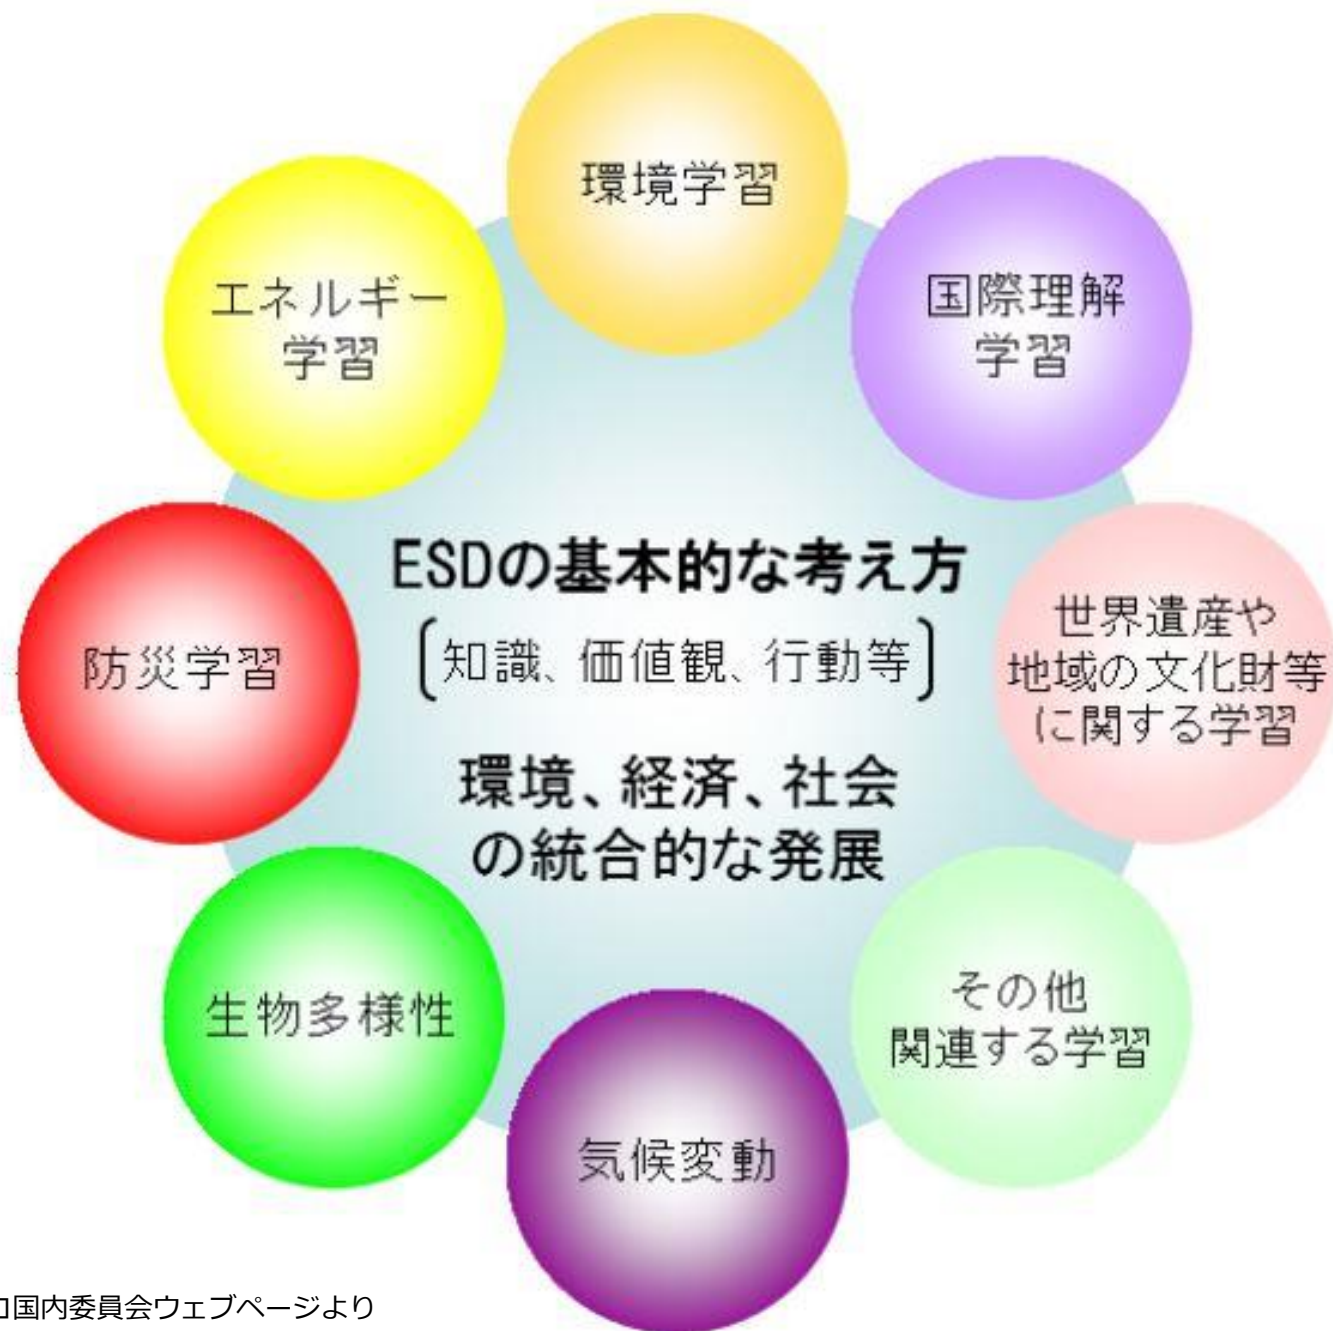 環境学習
エネルギー
学習
国際理解
学習
ESDの基本的な考え方
[知識、価値観、行動等]
環境、経済、社会
の統合的な発展
防災学習
世界遺産や
地域の文化財等
に関する学習
生物多様性
その他
関連する学習
気候変動
国内委員会ウェブページより